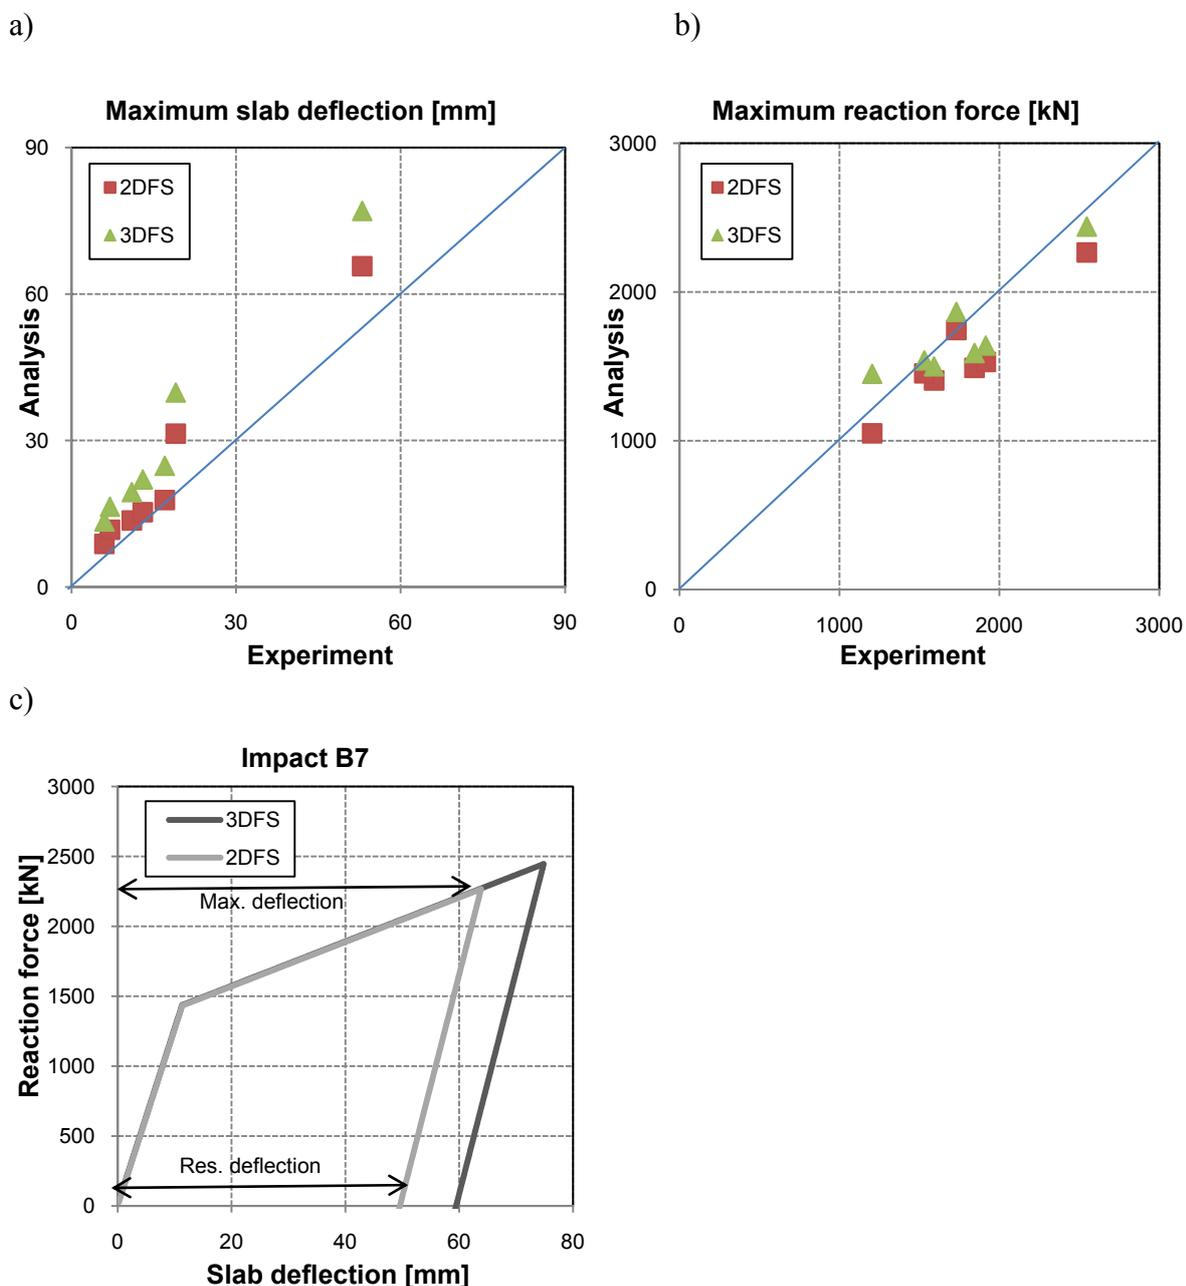 a)
Maximum slab deflection [mm]
90
60
30
0
2DFS
3DFS
Analysis
0 30 60 90
Experiment
b)
Maximum reaction force [kN]
3000
2000
1000
0
2DFS
3DFS
Analysis
0 1000 2000 3000
Experiment
c)
Impact B7
3000
2500
2000
1500
1000
500
0
3DFS
2DFS
Max. deflection
Res. deflection
Reaction force [kN]
0 20 40 60 80
Slab deflection [mm]